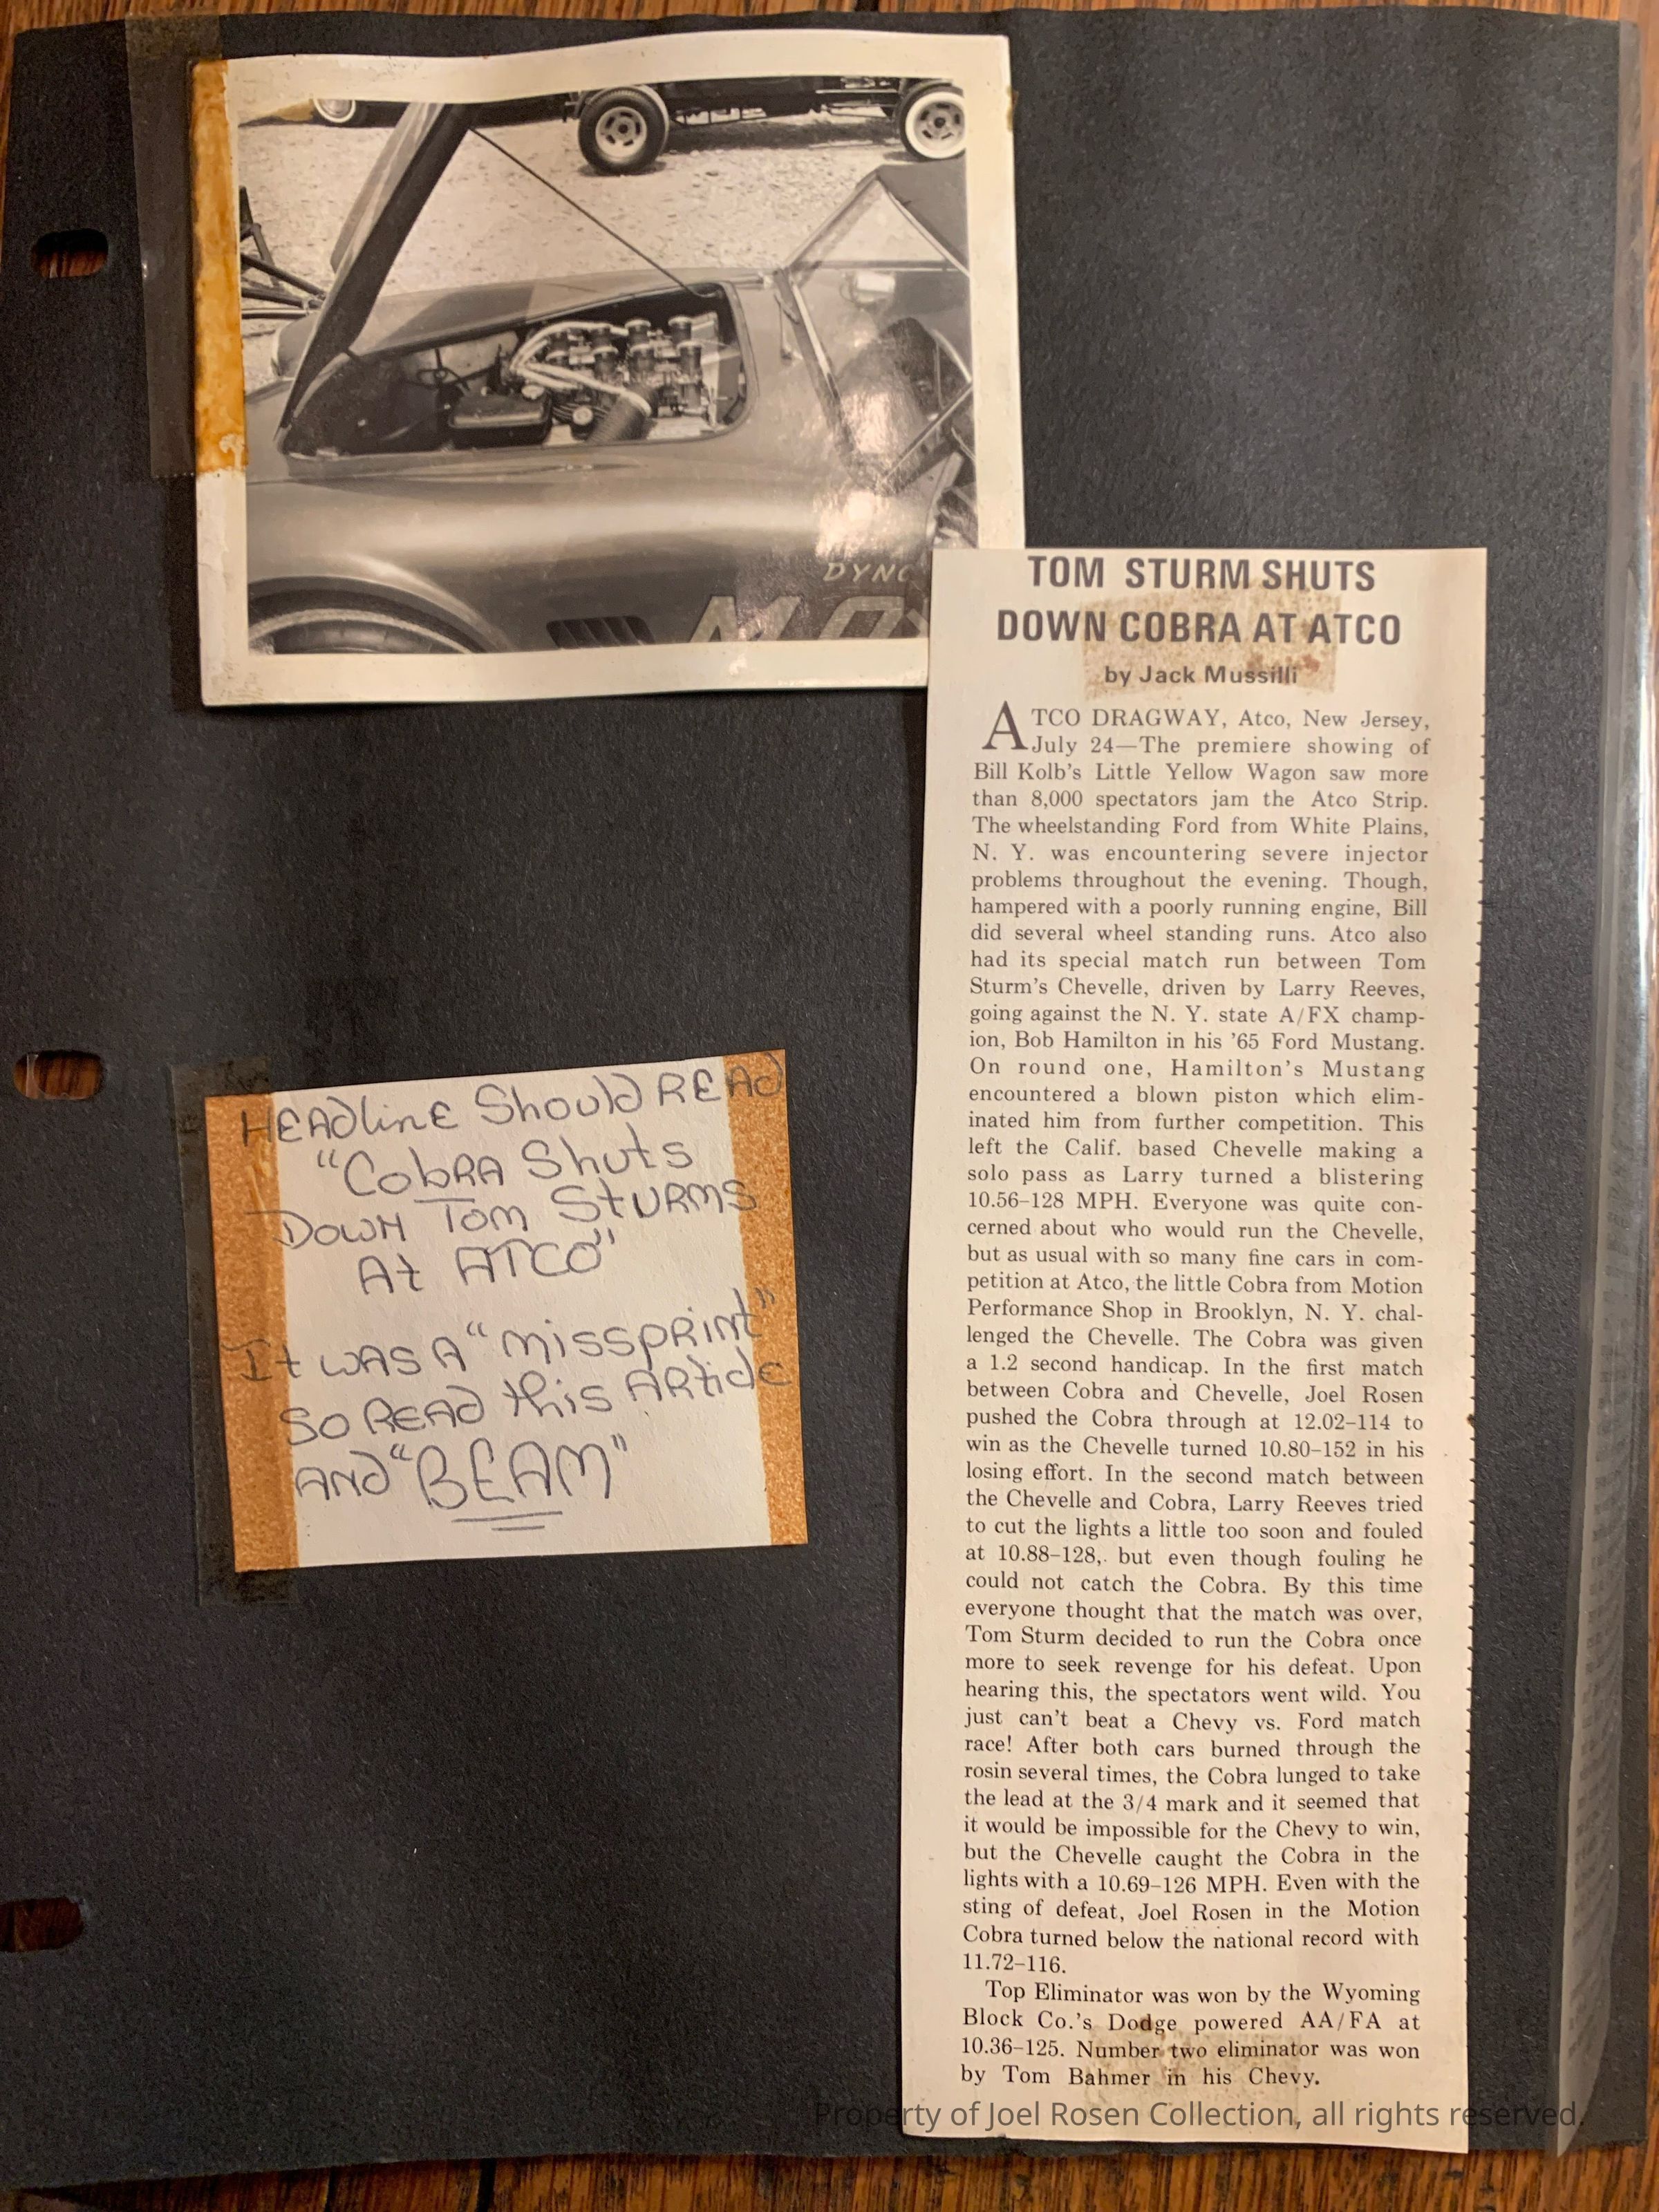 DYNO
MO
TOM STURM SHUTS
DOWN COBRA AT ATCO
by Jack Mussilli
ATCO DRAGWAY, Atco, New Jersey,
July 24—The premiere showing of
Bill Kolb's Little Yellow Wagon saw more
than 8,000 spectators jam the Atco Strip.
The wheelstanding Ford from White Plains,
N. Y. was encountering severe injector
problems throughout the evening. Though,
hampered with a poorly running engine, Bill
did several wheel standing runs. Atco also
had its special match run between Tom
Sturm's Chevelle, driven by Larry Reeves,
going against the N. Y. state A/FX champ-
ion, Bob Hamilton in his '65 Ford Mustang.
On round one, Hamilton's Mustang
encountered a blown piston which elim-
inated him from further competition. This
left the Calif. based Chevelle making a
solo pass as Larry turned a blistering
10.56–128 MPH. Everyone was quite con-
cerned about who would run the Chevelle,
but as usual with so many fine cars in com-
petition at Atco, the little Cobra from Motion
Performance Shop in Brooklyn, N. Y. chal-
lenged the Chevelle. The Cobra was given
a 1.2 second handicap. In the first match
between Cobra and Chevelle, Joel Rosen
pushed the Cobra through at 12.02–114 to
win as the Chevelle turned 10.80–152 in his
losing effort. In the second match between
the Chevelle and Cobra, Larry Reeves tried
to cut the lights a little too soon and fouled
at 10.88–128,. but even though fouling he
could not catch the Cobra. By this time
everyone thought that the match was over,
Tom Sturm decided to run the Cobra once
more to seek revenge for his defeat. Upon
hearing this, the spectators went wild. You
just can't beat a Chevy vs. Ford match
race! After both cars burned through the
rosin several times, the Cobra lunged to take
the lead at the 3/4 mark and it seemed that
it would be impossible for the Chevy to win,
but the Chevelle caught the Cobra in the
lights with a 10.69–126 MPH. Even with the
sting of defeat, Joel Rosen in the Motion
Cobra turned below the national record with
11.72–116.
Top Eliminator was won by the Wyoming
Block Co.'s Dodge powered AA/FA at
10.36–125. Number two eliminator was won
by Tom Bahmer in his Chevy.
HEADlinE Should READ
"CobRA Shuts
Down Tom STURMS
At ATCO"
It WAS A "missprint"
SO READ this ARticlE
AND "BEAM"
Property of Joel Rosen Collection, all rights reserved.